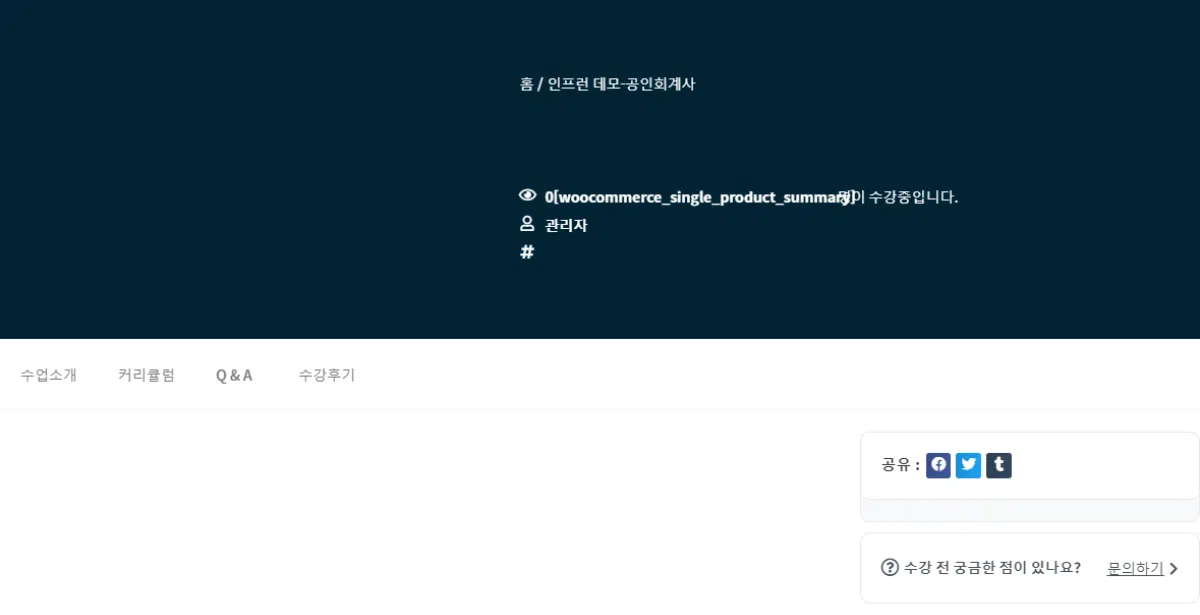 홈 / 인프런 데모-공인회계사
0[woocommerce_single_product_summary]명이 수강중입니다.
관리자
#
수업소개 커리큘럼 Q & A 수강후기
공유 :
수강 전 궁금한 점이 있나요? 문의하기